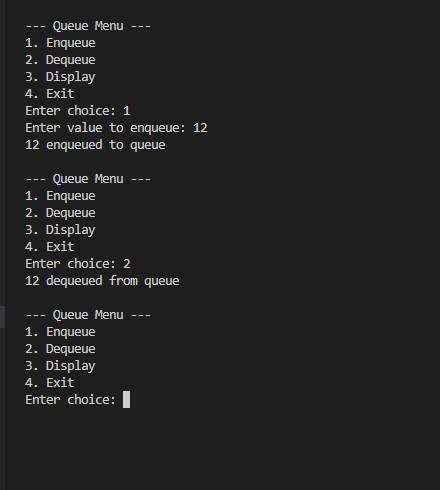 --- Queue Menu ---
1. Enqueue
2. Dequeue
3. Display
4. Exit
Enter choice: 1
Enter value to enqueue: 12
12 enqueued to queue
--- Queue Menu ---
1. Enqueue
2. Dequeue
3. Display
4. Exit
Enter choice: 2
12 dequeued from queue
--- Queue Menu ---
1. Enqueue
2. Dequeue
3. Display
4. Exit
Enter choice: